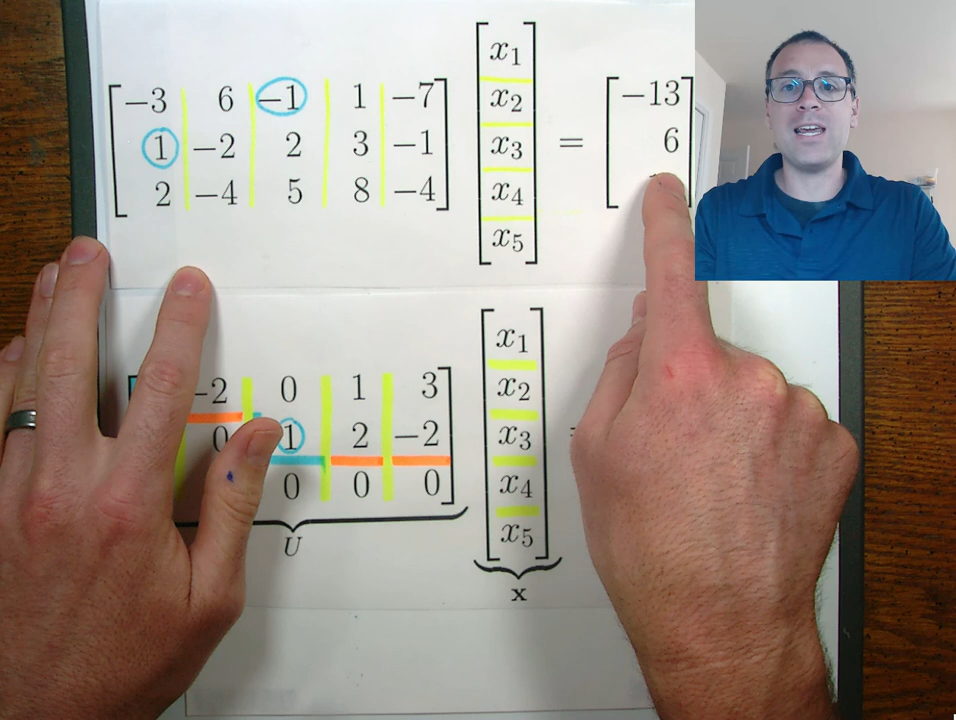 [-3 6 -1 1 -7] [x1] [-13]
[1 -2 2 3 -1] [x2] [6]
[2 -4 5 8 -4] [x3]
[x4]
[x5]
=
-2 0 1 3 [x1]
0 1 2 -2 [x2]
0 0 0 [x3]
[x4]
[x5]
U
x